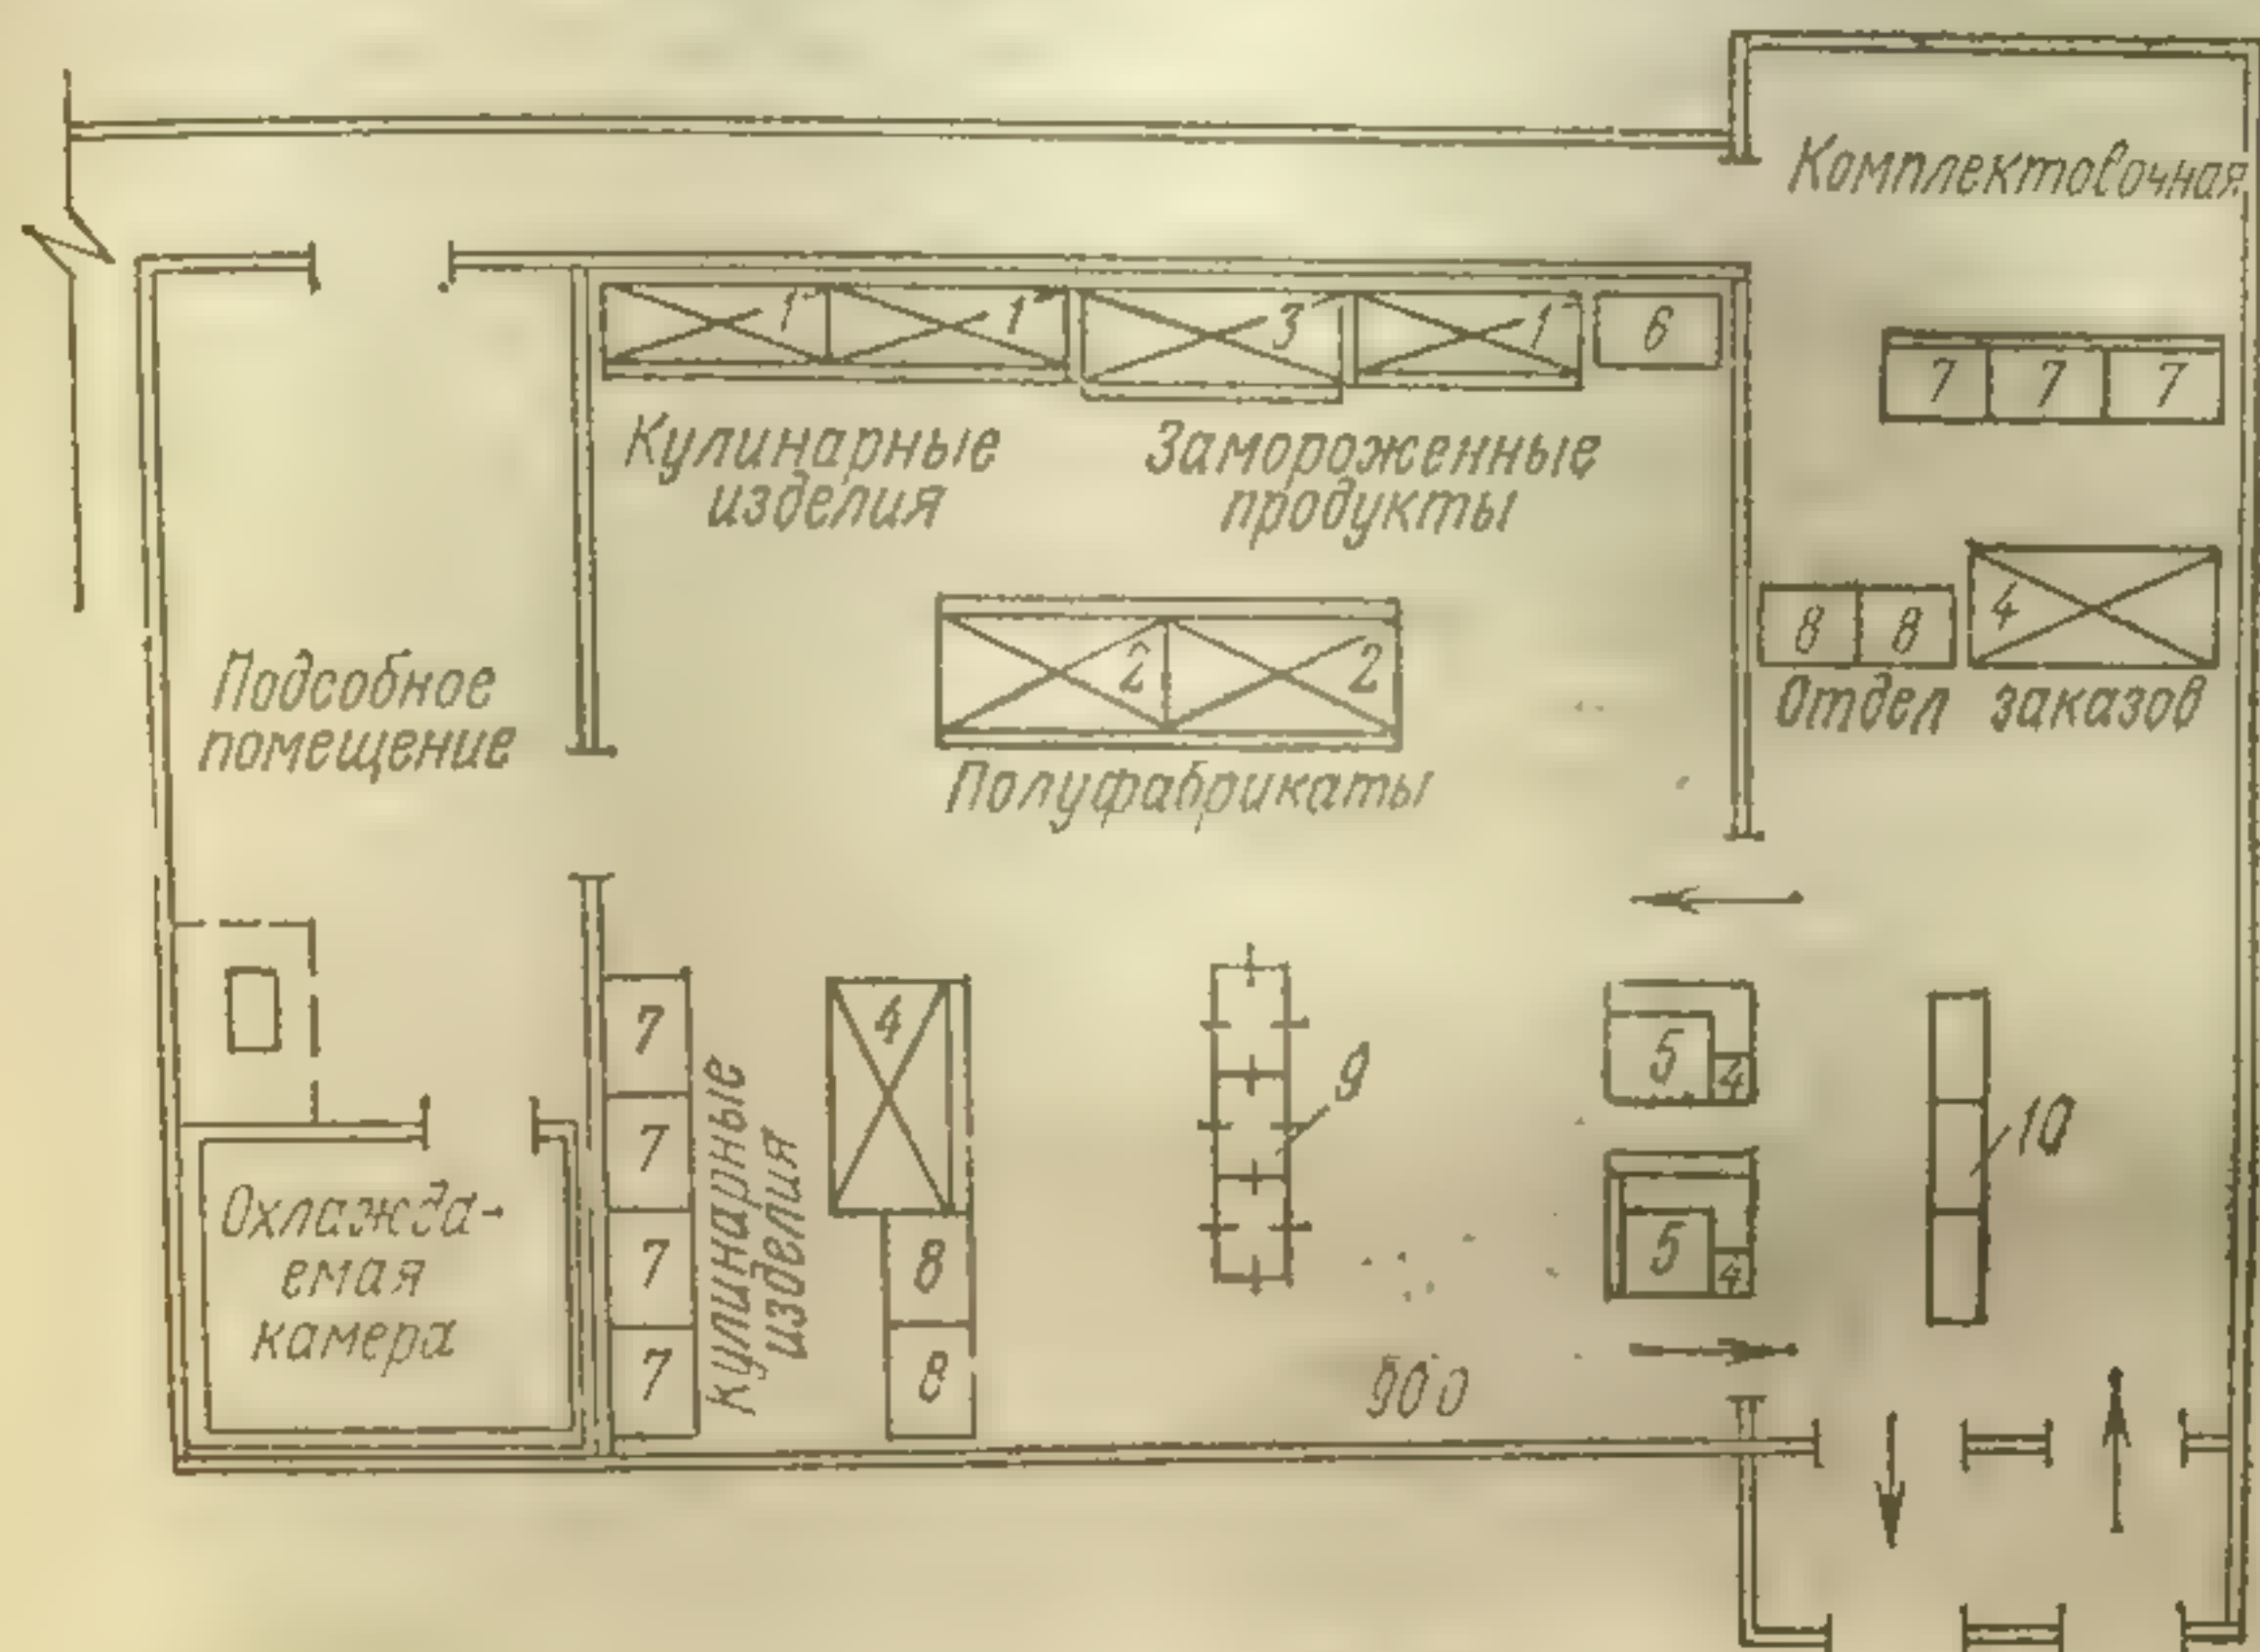 Комплектовочная
1 1 3 1 6
7 7 7
Кулинарные
изделия
Замороженные
продукты
8 8 4
Отдел заказов
2 2
Полуфабрикаты
Подсобное
помещение
7
7
7
7
Кулинарные
изделия
4
8
8
9
5 4
5 4
10
900
Охлажда-
емая
камера